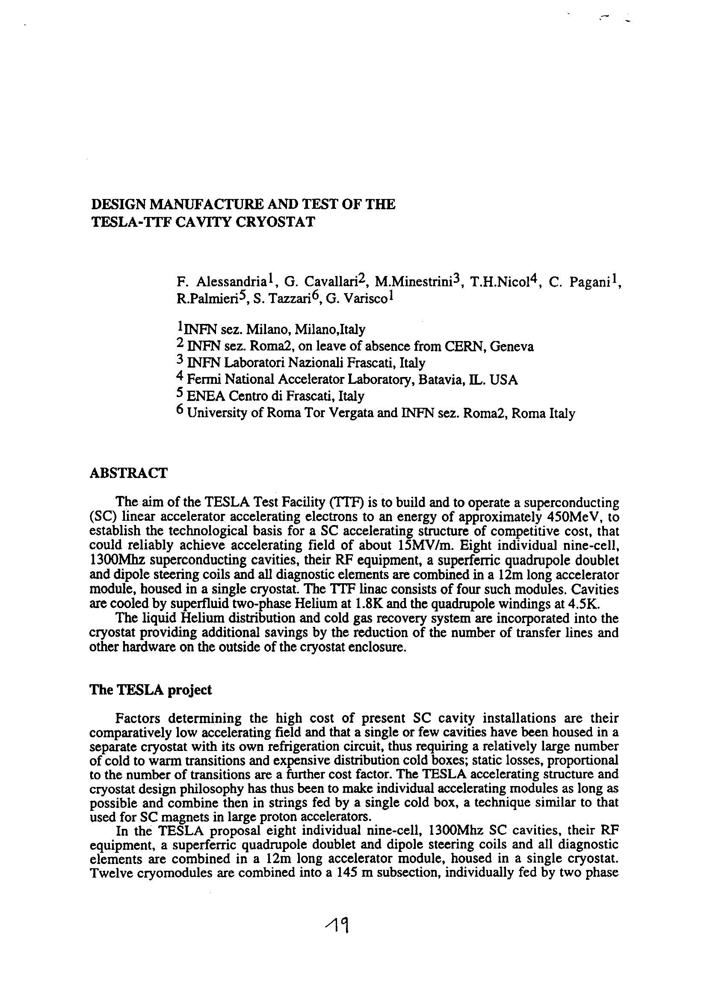 DESIGN MANUFACTURE AND TEST OF THE
TESLA-TTF CAVITY CRYOSTAT
F. Alessandria1, G. Cavallari2, M.Minestrini3, T.H.Nicol4, C. Pagani1,
R.Palmieri5, S. Tazzari6, G. Varisco1
1INFN sez. Milano, Milano,Italy
2 INFN sez. Roma2, on leave of absence from CERN, Geneva
3 INFN Laboratori Nazionali Frascati, Italy
4 Fermi National Accelerator Laboratory, Batavia, IL. USA
5 ENEA Centro di Frascati, Italy
6 University of Roma Tor Vergata and INFN sez. Roma2, Roma Italy
ABSTRACT
The aim of the TESLA Test Facility (TTF) is to build and to operate a superconducting
(SC) linear accelerator accelerating electrons to an energy of approximately 450MeV, to
establish the technological basis for a SC accelerating structure of competitive cost, that
could reliably achieve accelerating field of about 15MV/m. Eight individual nine-cell,
1300Mhz superconducting cavities, their RF equipment, a superferric quadrupole doublet
and dipole steering coils and all diagnostic elements are combined in a 12m long accelerator
module, housed in a single cryostat. The TTF linac consists of four such modules. Cavities
are cooled by superfluid two-phase Helium at 1.8K and the quadrupole windings at 4.5K.
The liquid Helium distribution and cold gas recovery system are incorporated into the
cryostat providing additional savings by the reduction of the number of transfer lines and
other hardware on the outside of the cryostat enclosure.
The TESLA project
Factors determining the high cost of present SC cavity installations are their
comparatively low accelerating field and that a single or few cavities have been housed in a
separate cryostat with its own refrigeration circuit, thus requiring a relatively large number
of cold to warm transitions and expensive distribution cold boxes; static losses, proportional
to the number of transitions are a further cost factor. The TESLA accelerating structure and
cryostat design philosophy has thus been to make individual accelerating modules as long as
possible and combine then in strings fed by a single cold box, a technique similar to that
used for SC magnets in large proton accelerators.
In the TESLA proposal eight individual nine-cell, 1300Mhz SC cavities, their RF
equipment, a superferric quadrupole doublet and dipole steering coils and all diagnostic
elements are combined in a 12m long accelerator module, housed in a single cryostat.
Twelve cryomodules are combined into a 145 m subsection, individually fed by two phase
19